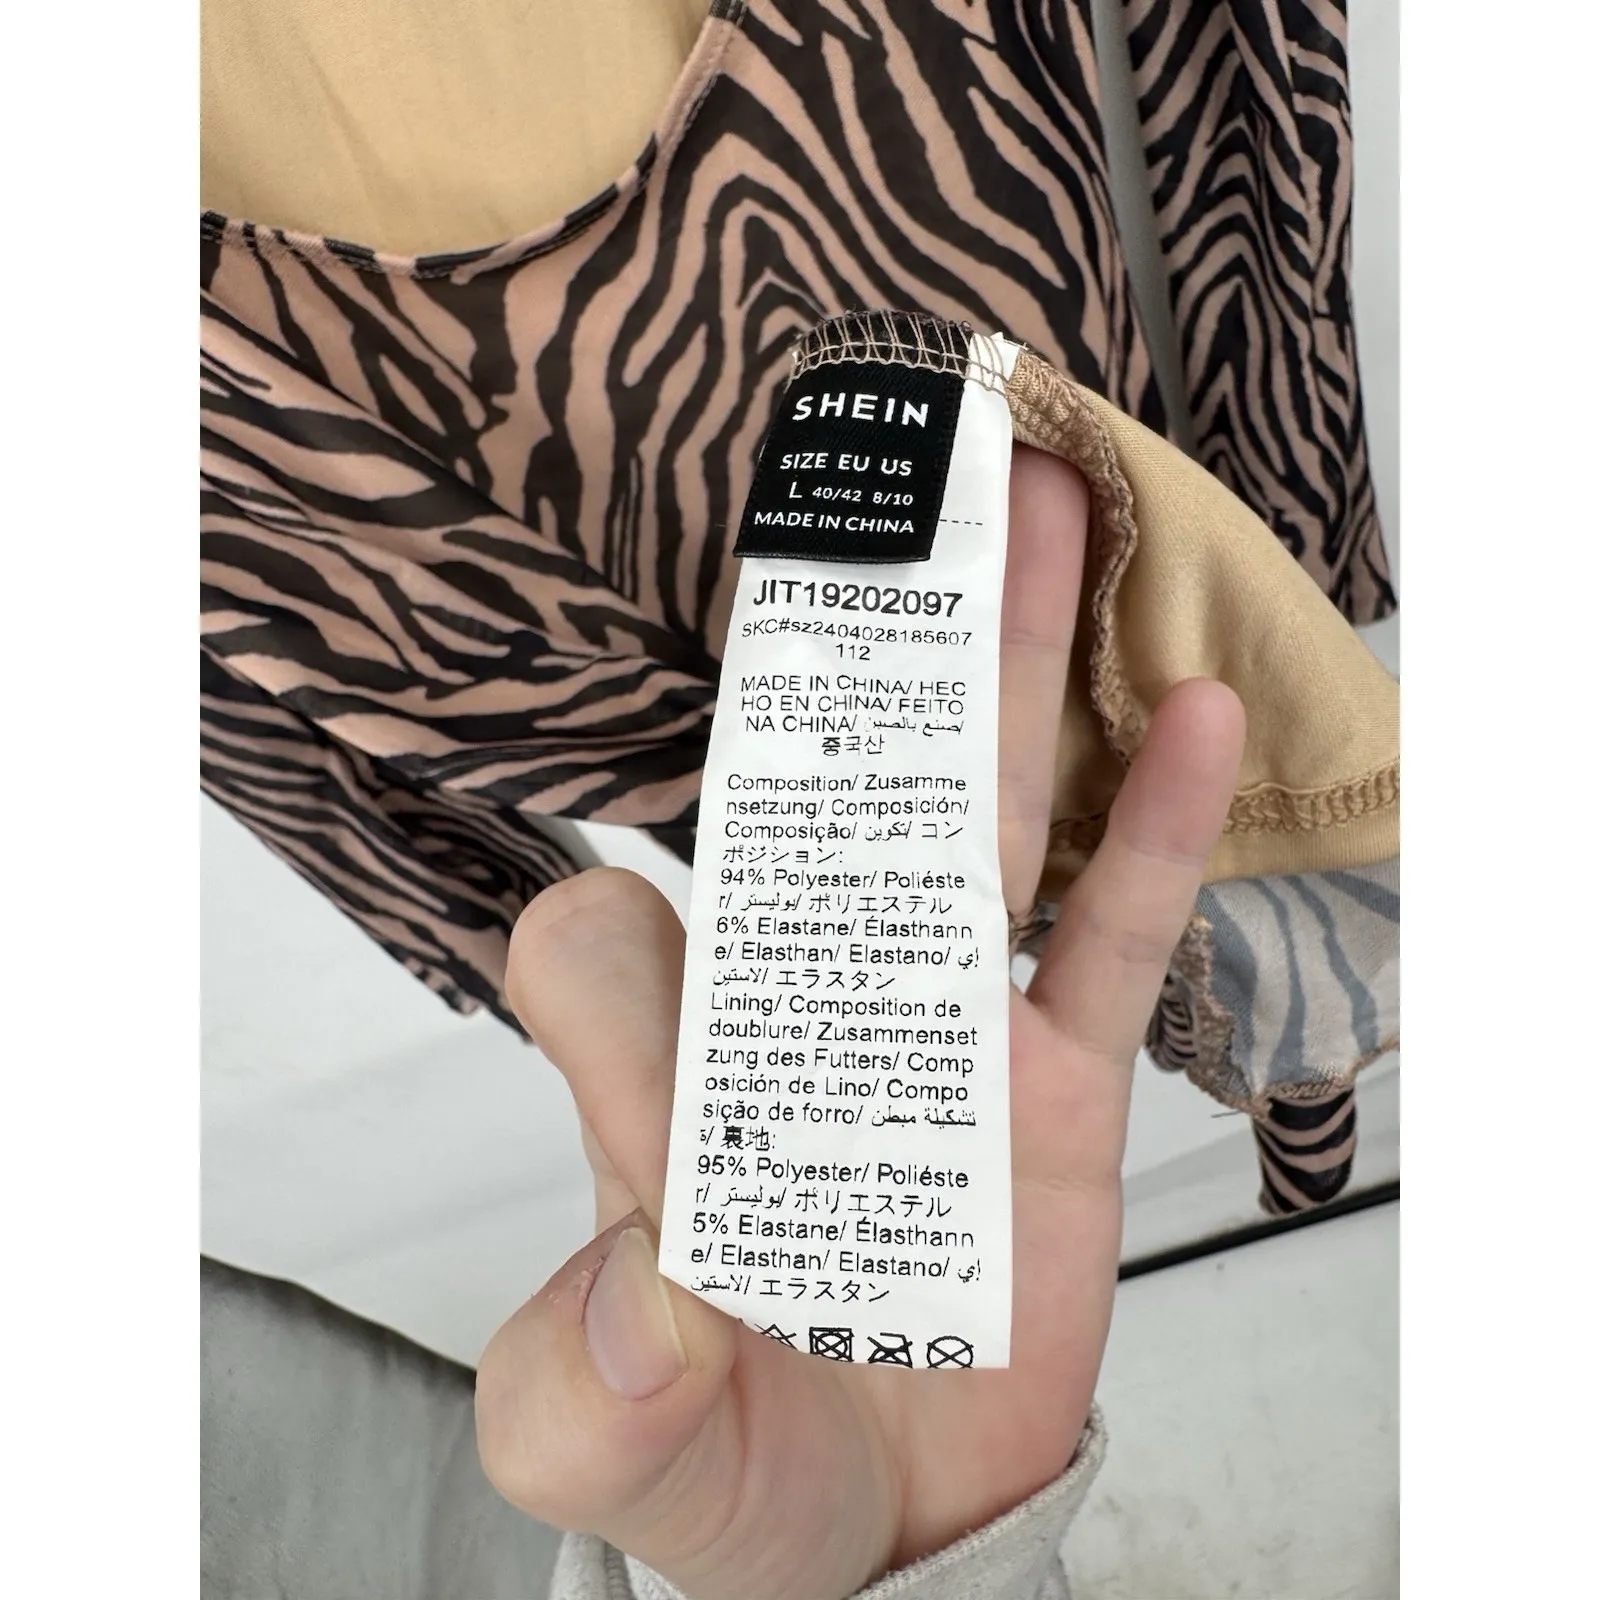 SHEIN
SIZE EU US
L 40/42 8/10
MADE IN CHINA
JIT19202097
SKC#sz2404028185607
112
MADE IN CHINA/ HEC
HO EN CHINA/ FEITO
NA CHINA/ صنع بالصين/
중국산
Composition/ Zusamme
nsetzung/ Composición/
Composição/ تكوين/ コン
ポジション:
94% Polyester/ Poliéste
r/ بوليستر/ ポリエステル
6% Elastane/ Élasthann
e/ Elasthan/ Elastano/ إي
لاستين/ エラスタン
Lining/ Composition de
doublure/ Zusammenset
zung des Futters/ Comp
osición de Lino/ Compo
sição de forro/ تشكيلة مبطن
ة/ 裏地:
95% Polyester/ Poliéste
r/ بوليستر/ ポリエステル
5% Elastane/ Élasthann
e/ Elasthan/ Elastano/ إي
لاستين/ エラスタン